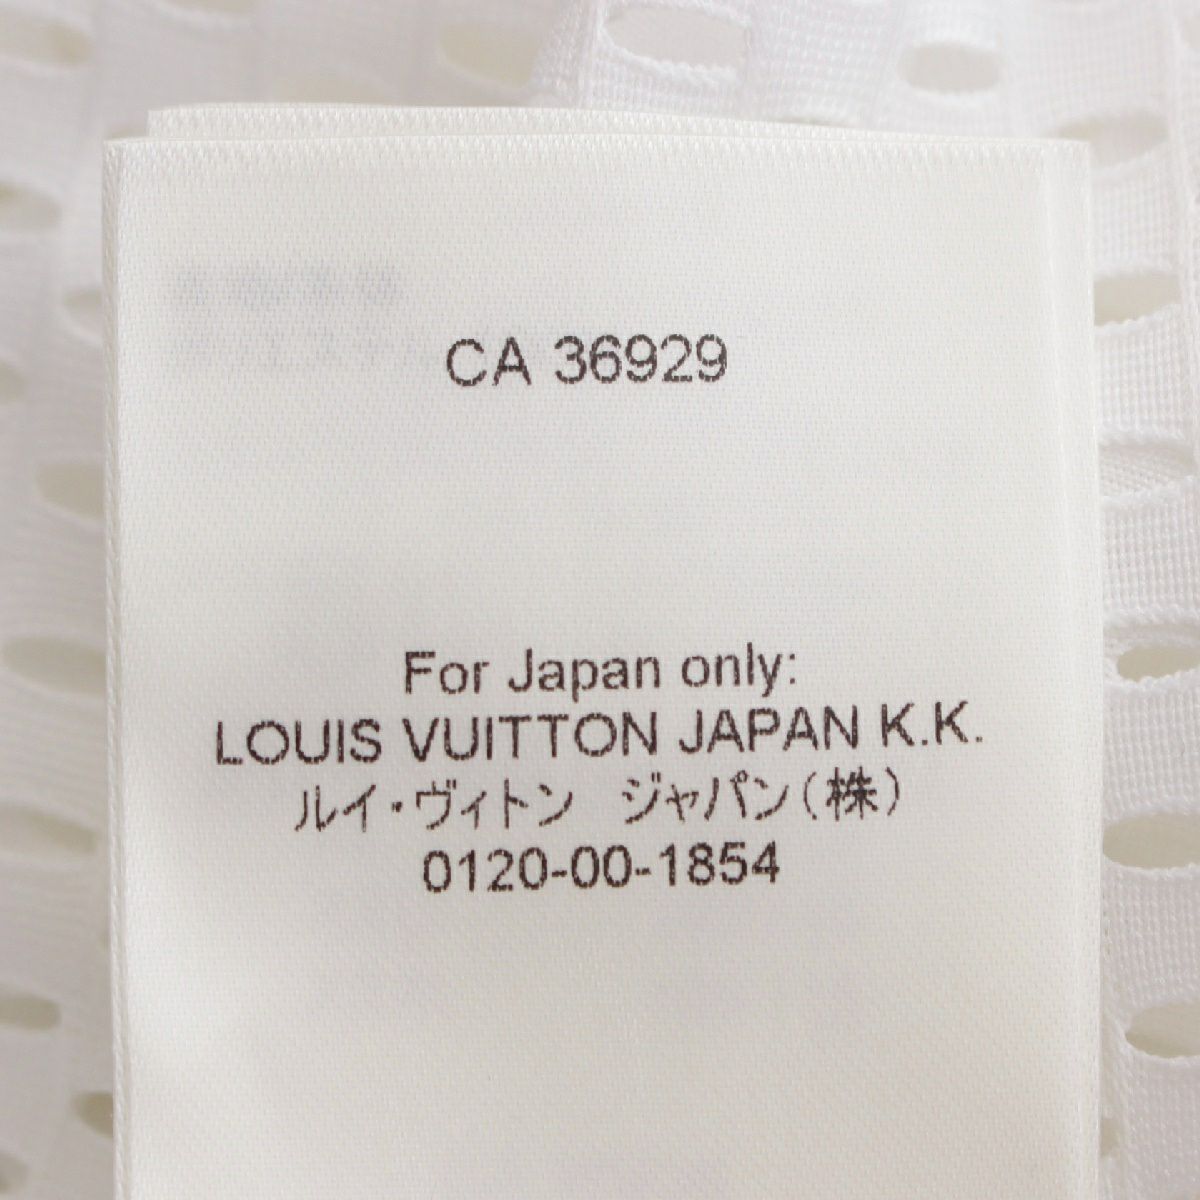 CA 36929
For Japan only:
LOUIS VUITTON JAPAN K.K.
ルイ・ヴィトン ジャパン(株)
0120-00-1854